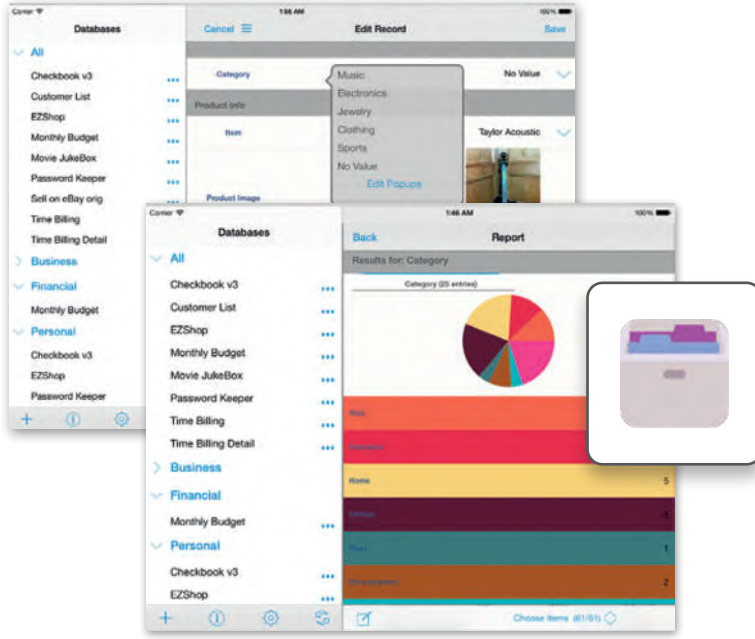 Carrier
1:56 AM
100%
Databases
Cancel
Edit Record
Save
All
Checkbook v3
Customer List
EZShop
Monthly Budget
Movie JukeBox
Password Keeper
Sell on eBay orig
Time Billing
Time Billing Detail
Business
Financial
Monthly Budget
Personal
Checkbook v3
EZShop
Password Keeper
Category
No Value
Product Info
Item
Taylor Acoustic
Product Image
Music
Electronics
Jewelry
Clothing
Sports
No Value
Edit Popups
Carrier
1:46 AM
100%
Databases
Back
Report
All
Checkbook v3
Customer List
EZShop
Monthly Budget
Movie JukeBox
Password Keeper
Time Billing
Time Billing Detail
Business
Financial
Monthly Budget
Personal
Checkbook v3
EZShop
Results for: Category
Category (25 entries)
Home
5
1
2
Choose Items (61/61)